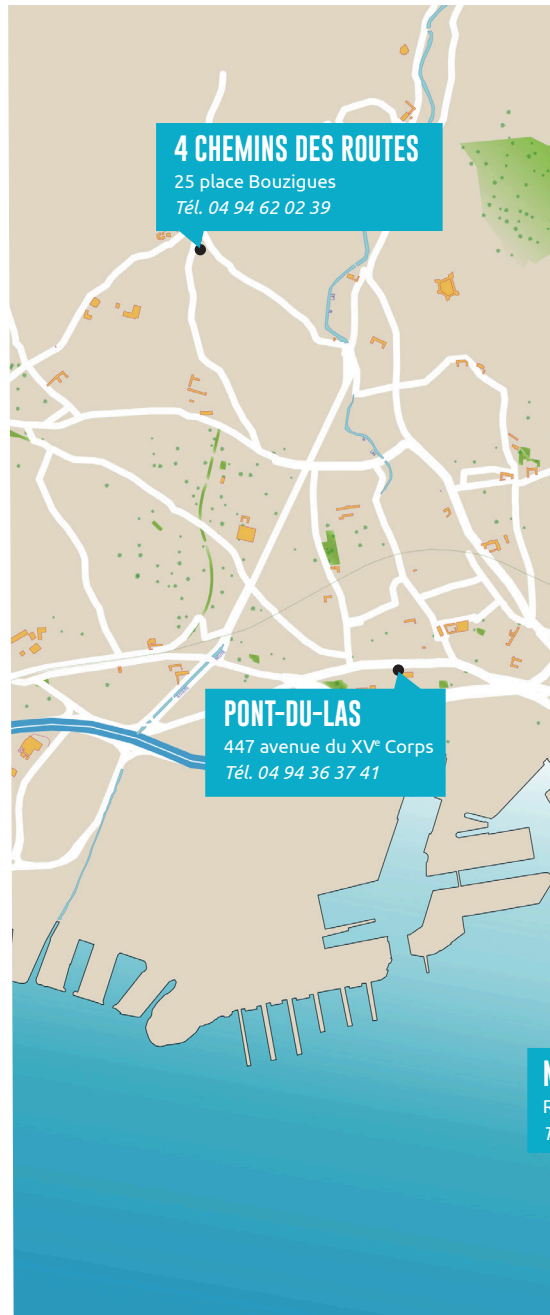 4 CHEMINS DES ROUTES
25 place Bouzigues
Tél. 04 94 62 02 39
PONT-DU-LAS
447 avenue du XVᵉ Corps
Tél. 04 94 36 37 41